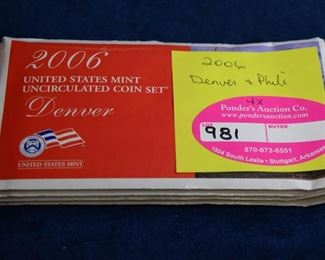 2006
UNITED STATES MINT
UNCIRCULATED COIN SET®
Denver
UNITED STATES MINT
2006
Denver & Phili
4x
Ponder's Auction Co.
www.pondersauction.com
LOT
981
BUYER
870-673-6551
1504 South Leslie • Stuttgart, Arkansas